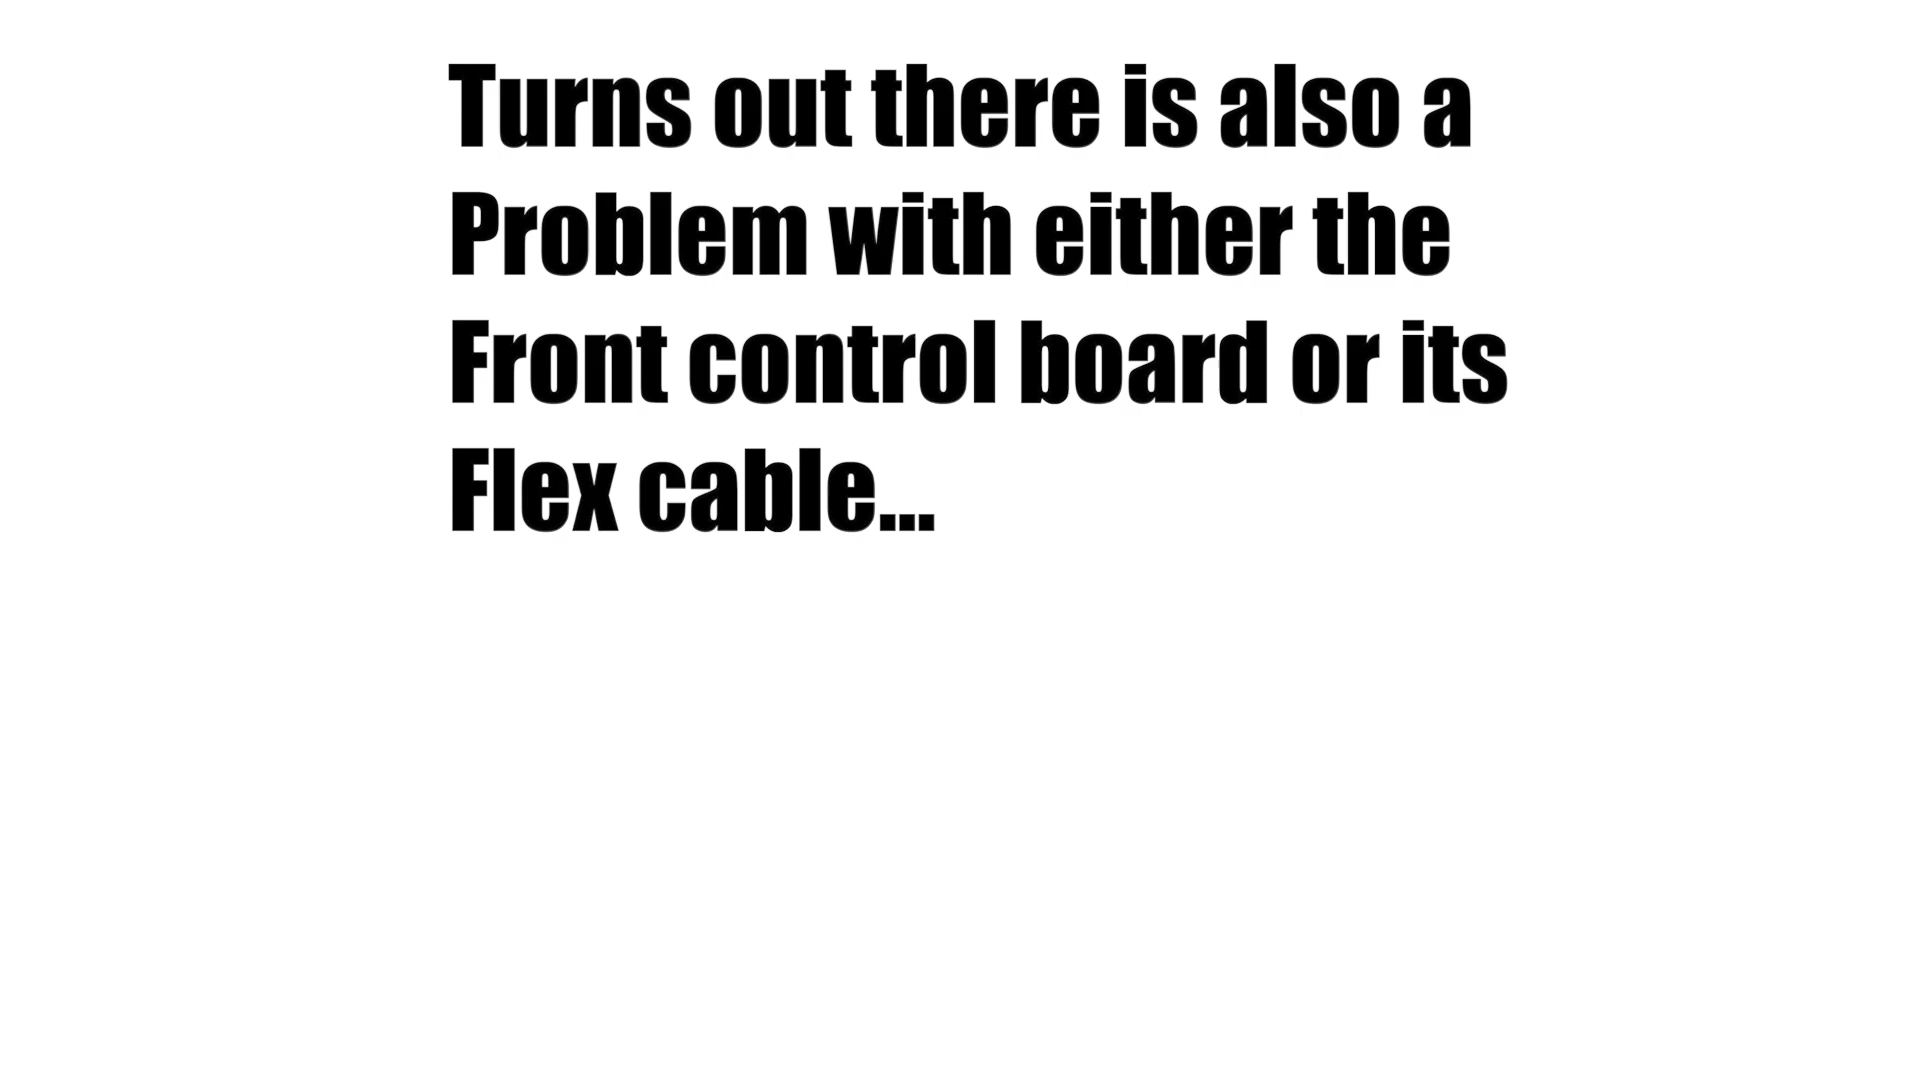 Turns out there is also a
Problem with either the
Front control board or its
Flex cable...